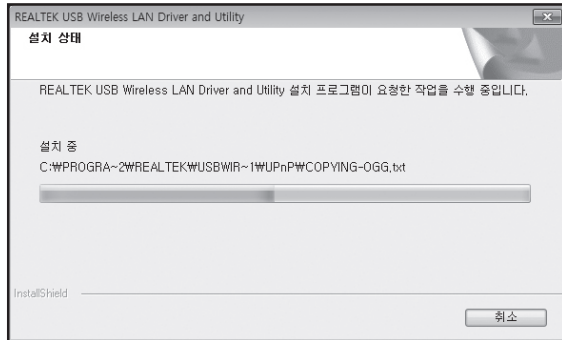 REALTEK USB Wireless LAN Driver and Utility
설치 상태
REALTEK USB Wireless LAN Driver and Utility 설치 프로그램이 요청한 작업을 수행 중입니다.
설치 중
C:₩PROGRA~2₩REALTEK₩USBWIR~1₩UPnP₩COPYING-OGG.txt
InstallShield
취소